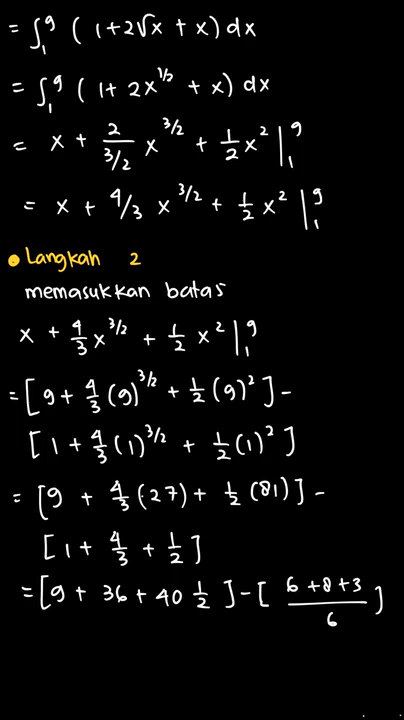 = ∫₁⁹ (1+2√x + x) dx
= ∫₁⁹ (1+ 2x^1/2 + x) dx
= x + 2/(3/2) x^3/2 + 1/2 x² |₁⁹
= x + 4/3 x^3/2 + 1/2 x² |₁⁹
• Langkah 2
memasukkan batas
x + 4/3 x^3/2 + 1/2 x² |₁⁹
= [9 + 4/3 (9)^3/2 + 1/2 (9)²] -
[1 + 4/3 (1)^3/2 + 1/2 (1)²]
= [9 + 4/3 (27) + 1/2 (81)] -
[1 + 4/3 + 1/2]
= [9 + 36 + 40 1/2] - [(6 + 8 + 3)/6]